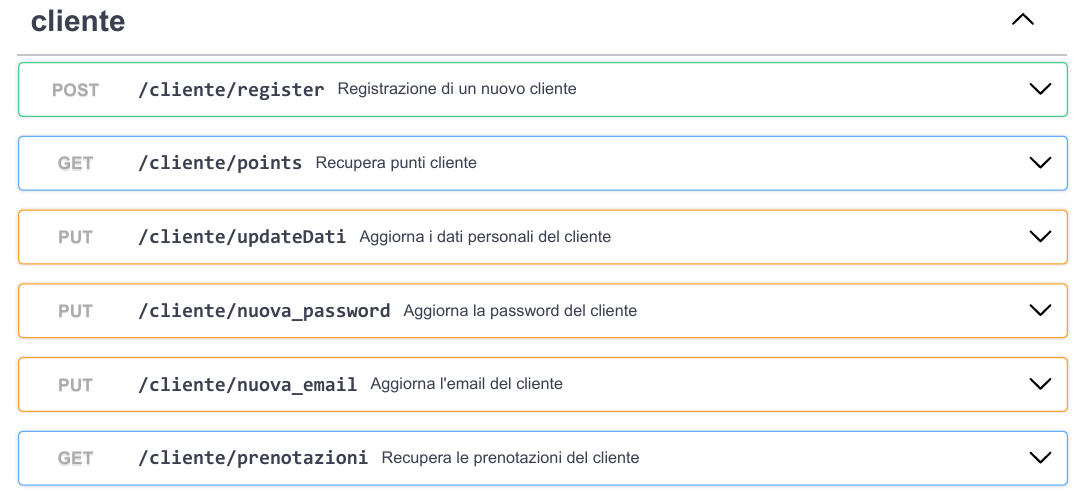 cliente
POST /cliente/register Registrazione di un nuovo cliente
GET /cliente/points Recupera punti cliente
PUT /cliente/updateDati Aggiorna i dati personali del cliente
PUT /cliente/nuova_password Aggiorna la password del cliente
PUT /cliente/nuova_email Aggiorna l'email del cliente
GET /cliente/prenotazioni Recupera le prenotazioni del cliente